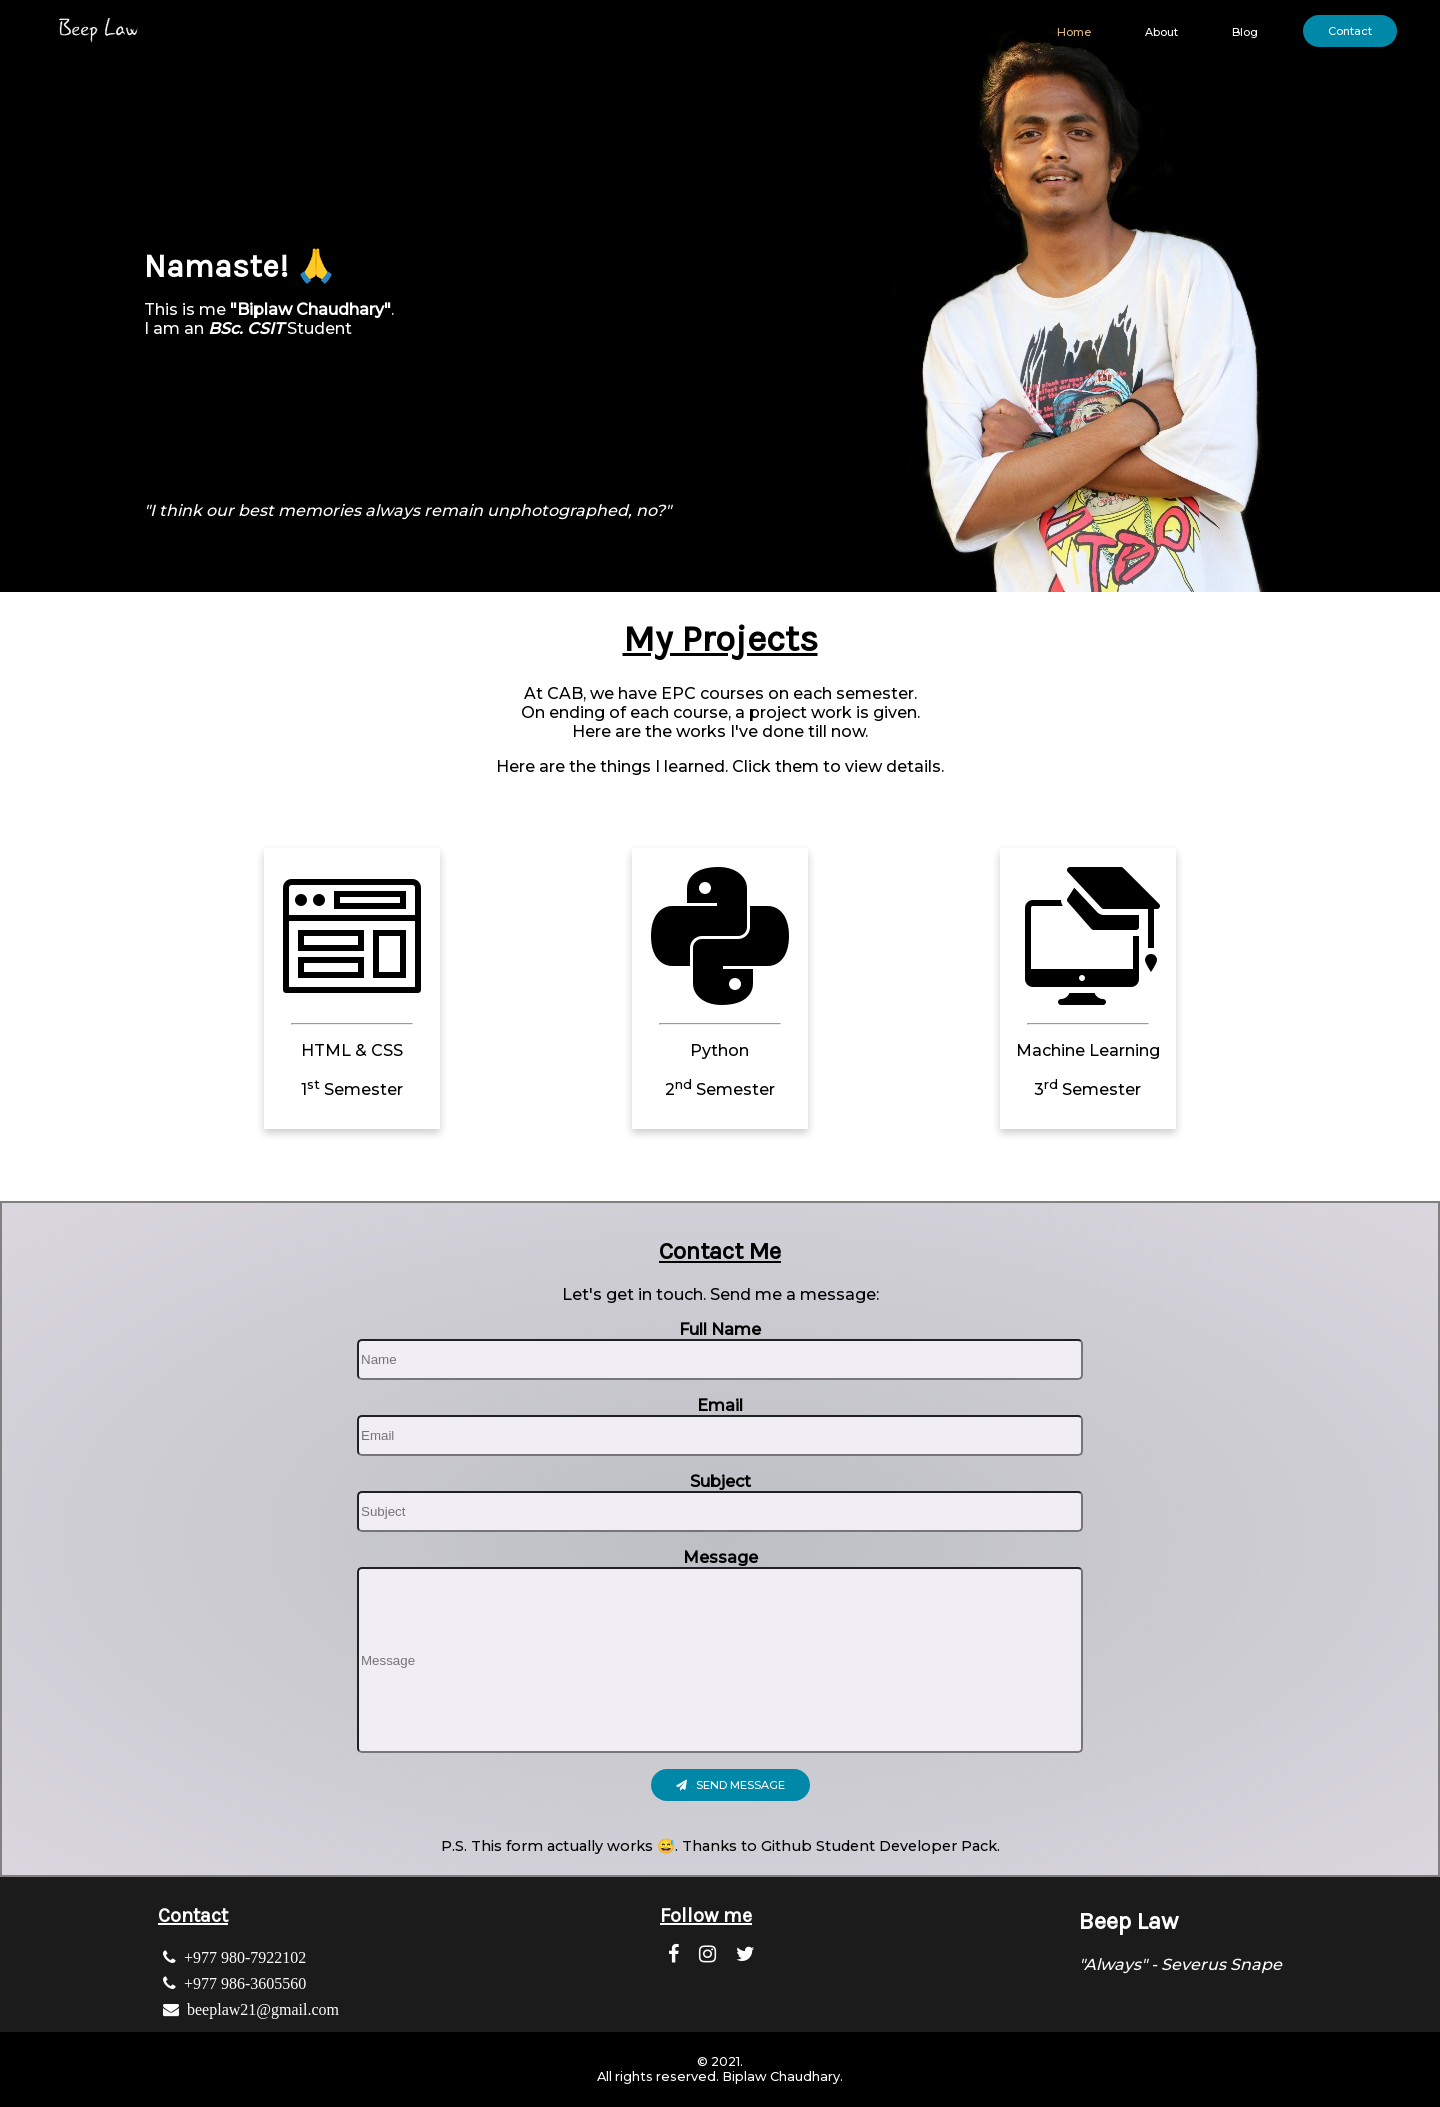 Beep Law
Home About Blog Contact
Namaste! 🙏
This is me "Biplaw Chaudhary".
I am an BSc. CSIT Student
"I think our best memories always remain unphotographed, no?"
My Projects
At CAB, we have EPC courses on each semester.
On ending of each course, a project work is given.
Here are the works I've done till now.
Here are the things I learned. Click them to view details.
HTML & CSS
1st Semester
Python
2nd Semester
Machine Learning
3rd Semester
Contact Me
Let's get in touch. Send me a message:
Full Name
Name
Email
Email
Subject
Subject
Message
Message
SEND MESSAGE
P.S. This form actually works 😅. Thanks to Github Student Developer Pack.
Contact
+977 980-7922102
+977 986-3605560
beeplaw21@gmail.com
Follow me
Beep Law
"Always" - Severus Snape
© 2021.
All rights reserved. Biplaw Chaudhary.